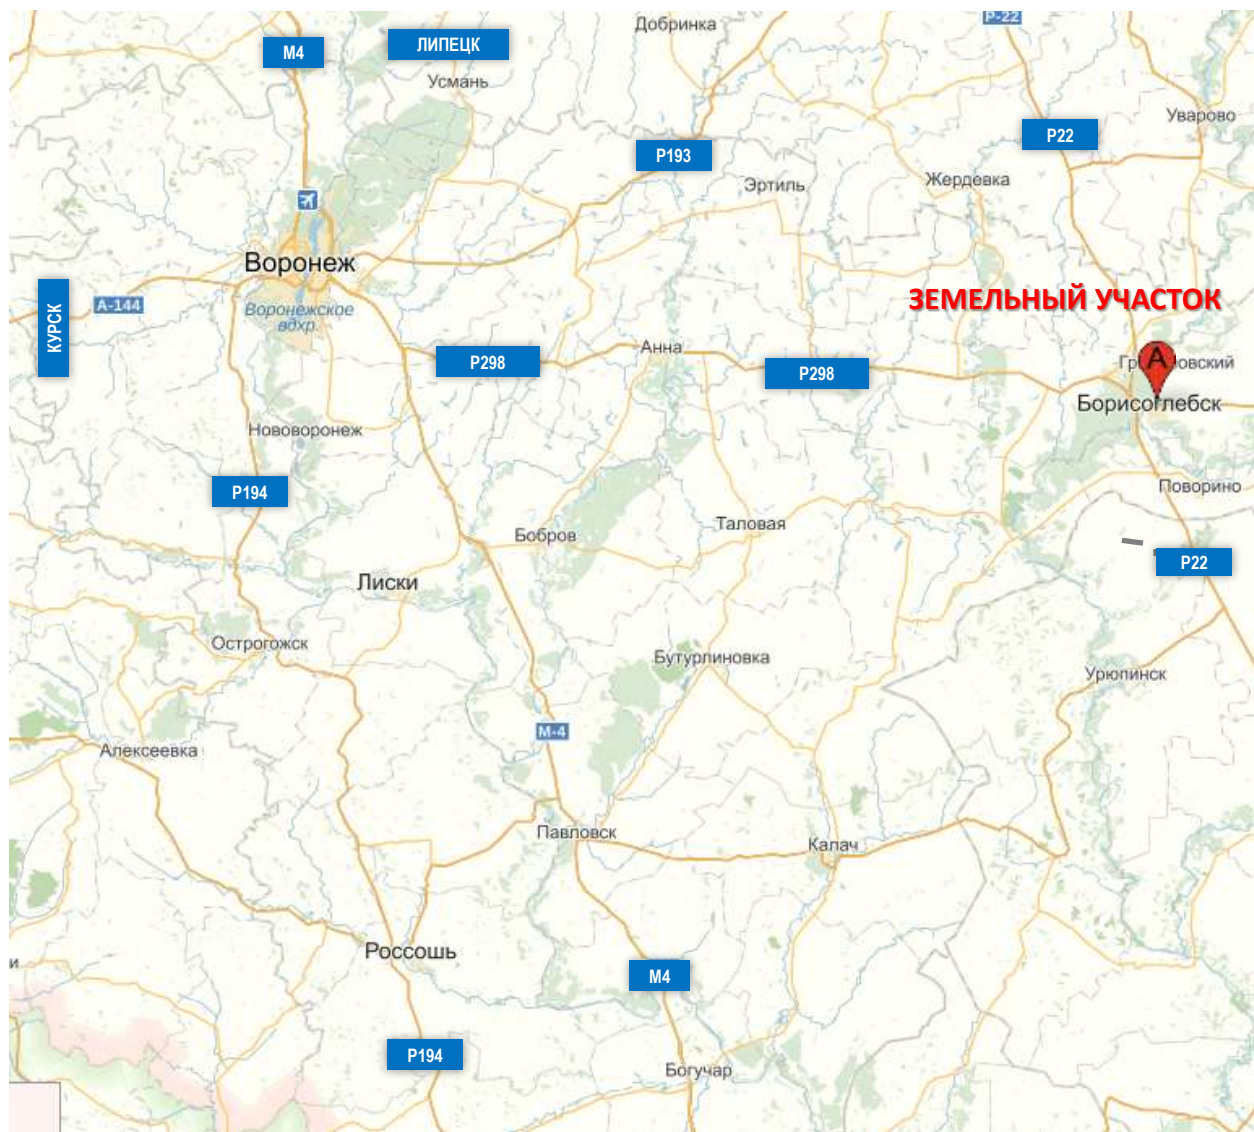 Добринка
Р-22
М4
ЛИПЕЦК
Усмань
Уварово
Р22
Р193
Эртиль
Жердевка
Воронеж
КУРСК
А-144
Воронежское
вдхр.
ЗЕМЕЛЬНЫЙ УЧАСТОК
Анна
Р298
Р298
А
Борисоглебск
Нововоронеж
Р194
Поворино
Бобров
Таловая
Р22
Лиски
Острогожск
Бутурлиновка
Урюпинск
М-4
Алексеевка
Павловск
Калач
Россошь
и
М4
Р194
Богучар